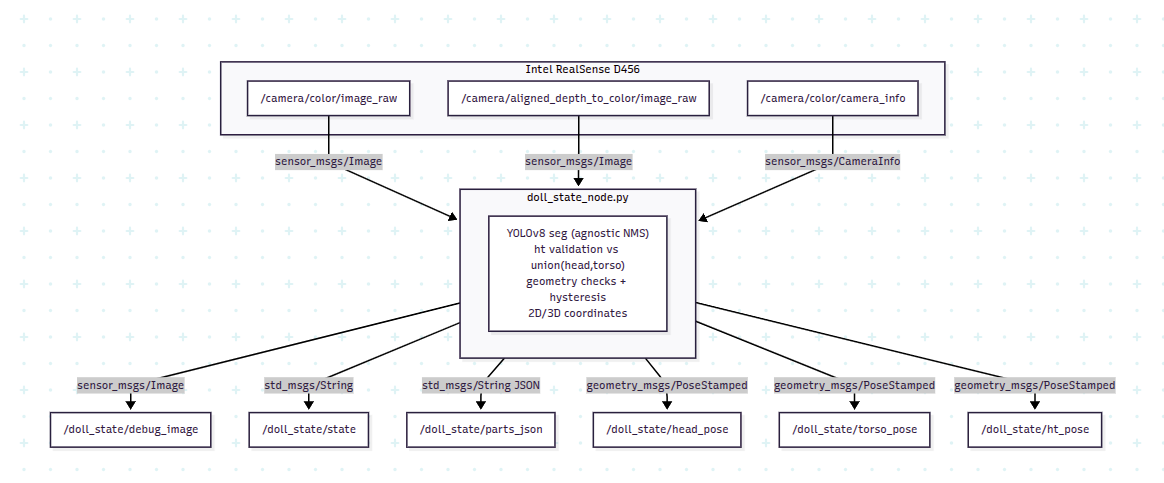 Intel RealSense D456
/camera/color/image_raw
/camera/aligned_depth_to_color/image_raw
/camera/color/camera_info
sensor_msgs/Image
sensor_msgs/Image
sensor_msgs/CameraInfo
doll_state_node.py
YOLOv8 seg (agnostic NMS)
ht validation vs
union(head,torso)
geometry checks +
hysteresis
2D/3D coordinates
sensor_msgs/Image
std_msgs/String
std_msgs/String JSON
geometry_msgs/PoseStamped
geometry_msgs/PoseStamped
geometry_msgs/PoseStamped
/doll_state/debug_image
/doll_state/state
/doll_state/parts_json
/doll_state/head_pose
/doll_state/torso_pose
/doll_state/ht_pose